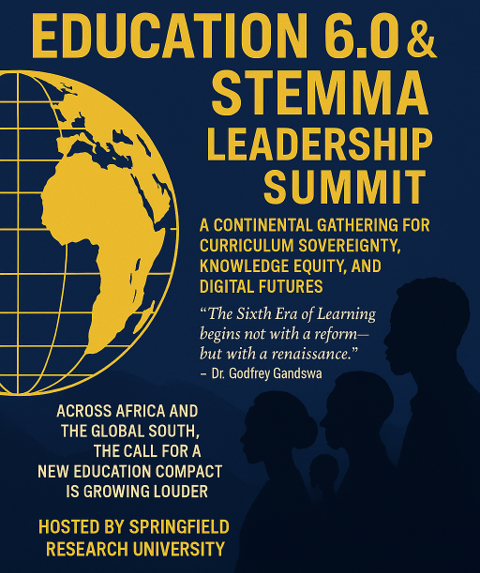 EDUCATION 6.0 &
STEMMA
LEADERSHIP
SUMMIT
A CONTINENTAL GATHERING FOR
CURRICULUM SOVEREIGNTY,
KNOWLEDGE EQUITY, AND
DIGITAL FUTURES
“The Sixth Era of Learning
begins not with a reform—
but with a renaissance.”
– Dr. Godfrey Gandswa
ACROSS AFRICA AND
THE GLOBAL SOUTH,
THE CALL FOR A
NEW EDUCATION COMPACT
IS GROWING LOUDER
HOSTED BY SPRINGFIELD
RESEARCH UNIVERSITY